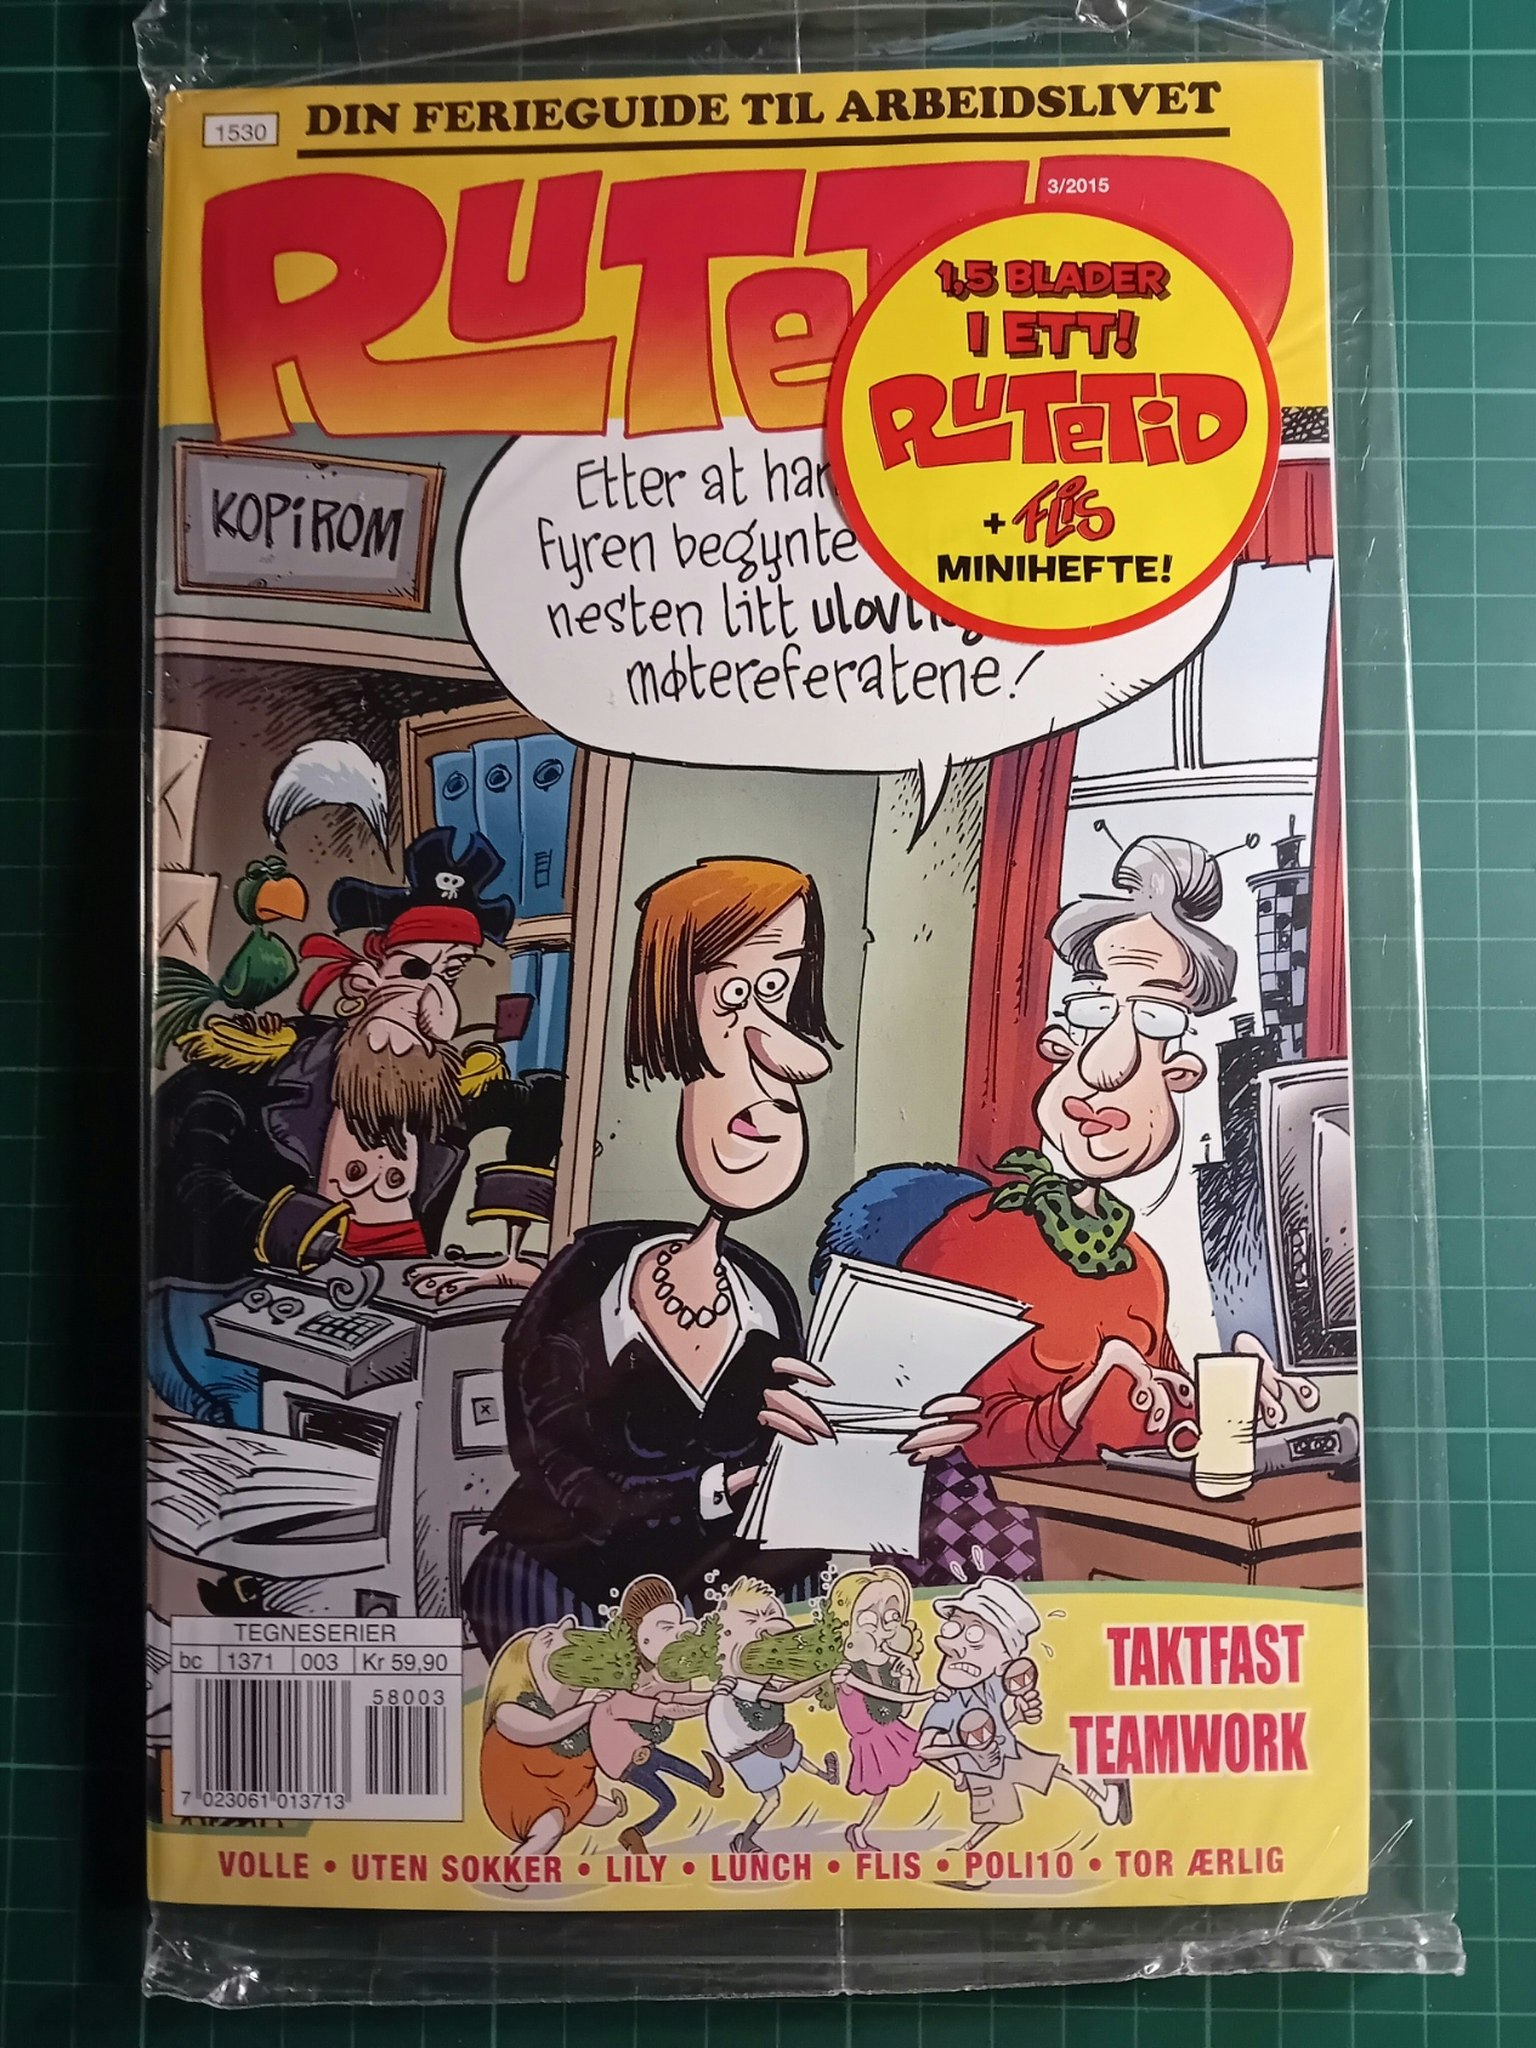 DIN FERIEGUIDE TIL ARBEIDSLIVET
1530
3/2015
1,5 BLADER
I ETT!
RUTETID
+ FLIS
MINIHEFTE!
KOPIROM
Etter at
fyren begynte
nesten litt
møtereferatene!
TEGNESERIER
bc 1371 003 Kr 59,90
58003
7 023061 013713
TAKTFAST
TEAMWORK
VOLLE • UTEN SOKKER • LILY • LUNCH • FLIS • POLI10 • TOR ÆRLIG